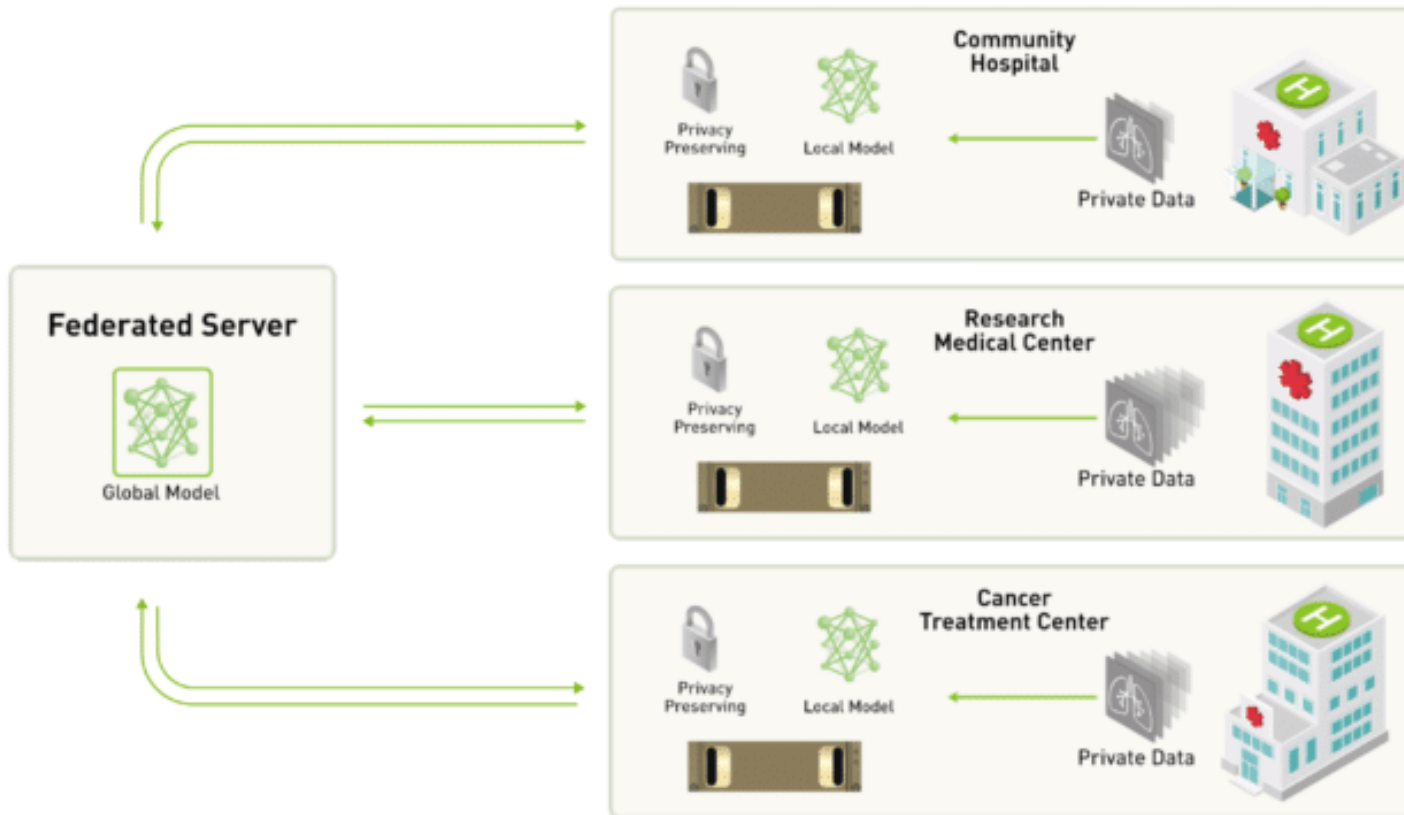 Community
Hospital
Privacy
Preserving
Local Model
Private Data
H
Federated Server
Global Model
Research
Medical Center
Privacy
Preserving
Local Model
Private Data
H
Cancer
Treatment Center
Privacy
Preserving
Local Model
Private Data
H